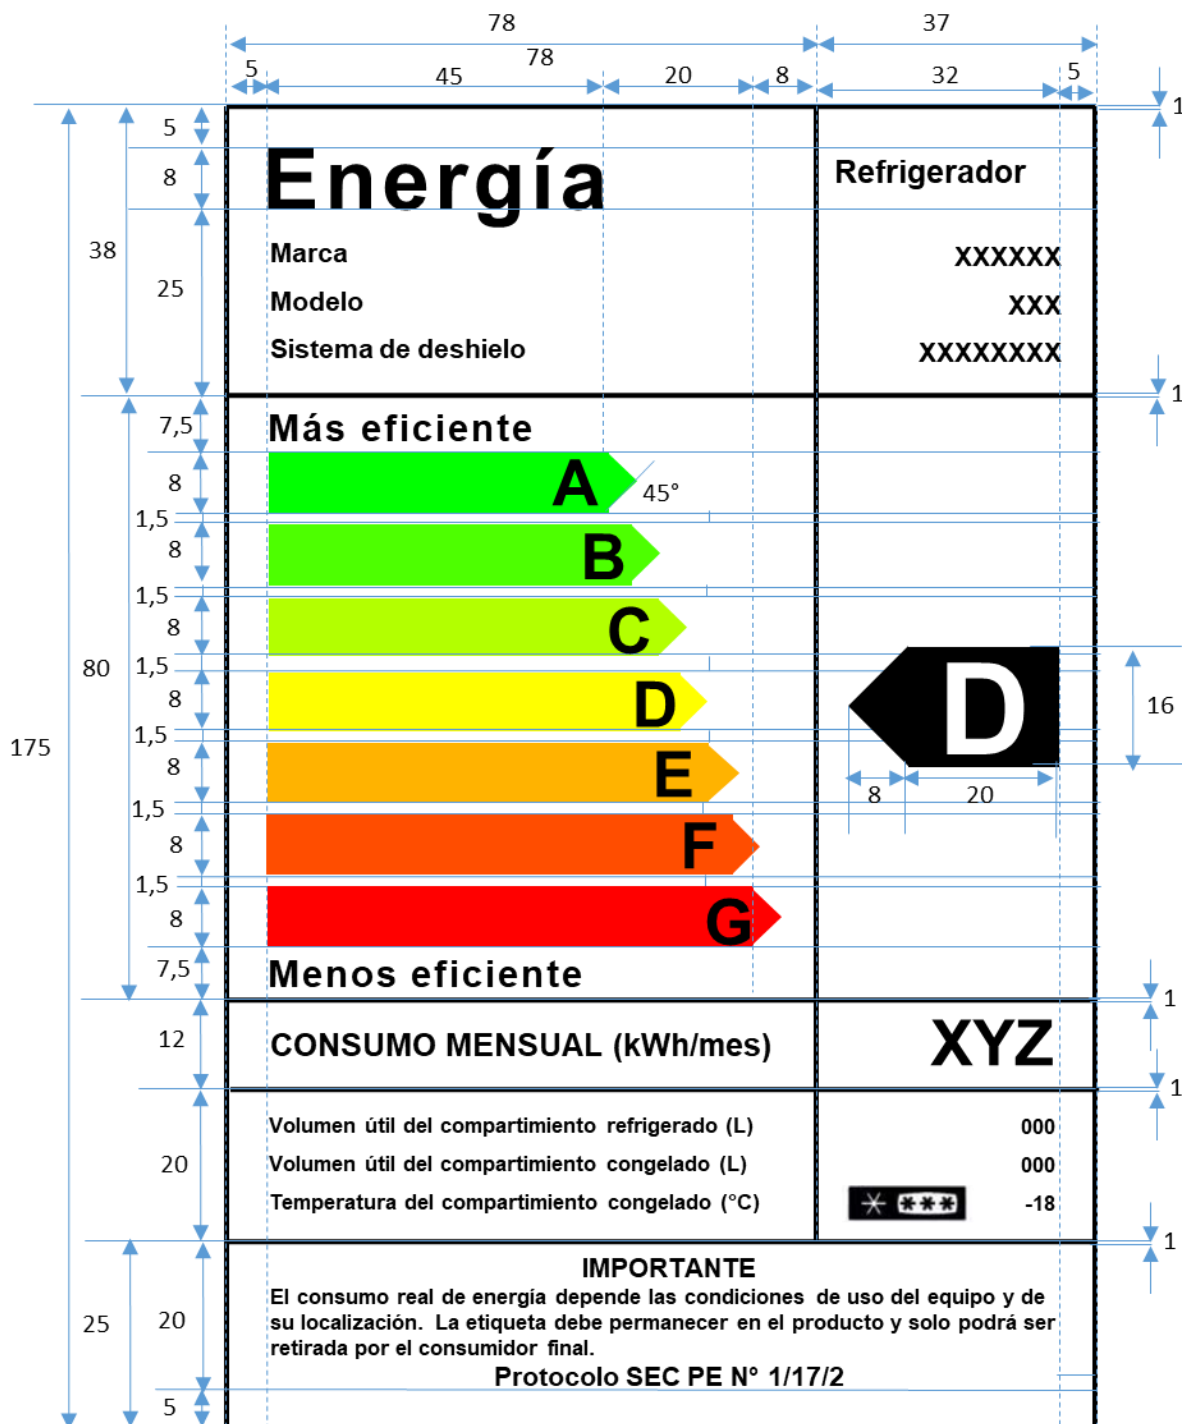 78 37
78
5 45 20 8 32 5
1
5
8 Energía Refrigerador
38
Marca XXXXXX
25
Modelo XXX
Sistema de deshielo XXXXXXXX
1
7,5 Más eficiente
8 A 45°
1,5
8 B
1,5
8 C
1,5
80
8 D D 16
1,5
175
8 E 8 20
1,5
8 F
1,5
8 G
7,5 Menos eficiente
1
12 CONSUMO MENSUAL (kWh/mes) XYZ
1
Volumen útil del compartimiento refrigerado (L) 000
20 Volumen útil del compartimiento congelado (L) 000
Temperatura del compartimiento congelado (°C) -18
1
IMPORTANTE
El consumo real de energía depende las condiciones de uso del equipo y de
25 20 su localización. La etiqueta debe permanecer en el producto y solo podrá ser
retirada por el consumidor final.
Protocolo SEC PE N° 1/17/2
5